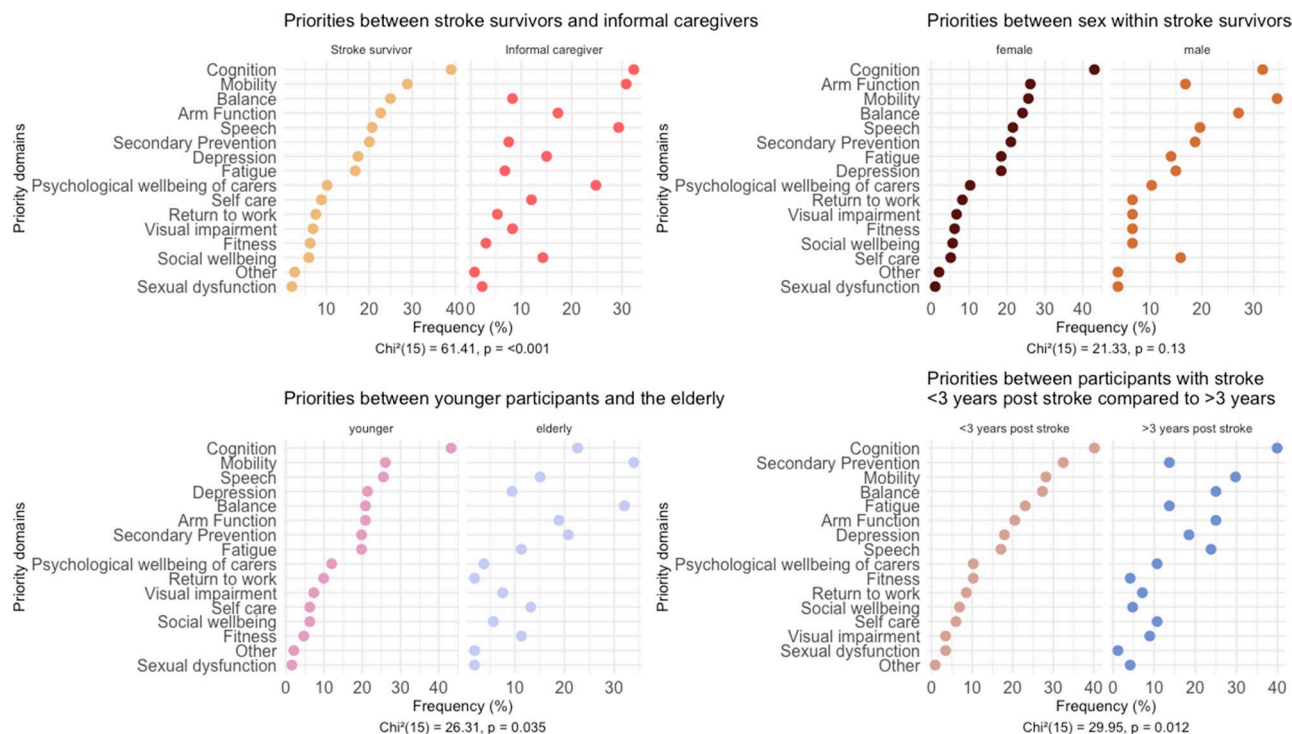 Priorities between stroke survivors and informal caregivers
Stroke survivor
Informal caregiver
Priority domains
Cognition
Mobility
Balance
Arm Function
Speech
Secondary Prevention
Depression
Fatigue
Psychological wellbeing of carers
Self care
Return to work
Visual impairment
Fitness
Social wellbeing
Other
Sexual dysfunction
10 20 30 40
10 20 30
Frequency (%)
Chi²(15) = 61.41, p = <0.001
Priorities between sex within stroke survivors
female
male
Priority domains
Cognition
Arm Function
Mobility
Balance
Speech
Secondary Prevention
Fatigue
Depression
Psychological wellbeing of carers
Return to work
Visual impairment
Fitness
Social wellbeing
Self care
Other
Sexual dysfunction
0 10 20 30 40
10 20 30
Frequency (%)
Chi²(15) = 21.33, p = 0.13
Priorities between younger participants and the elderly
younger
elderly
Priority domains
Cognition
Mobility
Speech
Depression
Balance
Arm Function
Secondary Prevention
Fatigue
Psychological wellbeing of carers
Return to work
Visual impairment
Self care
Social wellbeing
Fitness
Other
Sexual dysfunction
0 10 20 30 40
10 20 30
Frequency (%)
Chi²(15) = 26.31, p = 0.035
Priorities between participants with stroke
<3 years post stroke compared to >3 years
<3 years post stroke
>3 years post stroke
Priority domains
Cognition
Secondary Prevention
Mobility
Balance
Fatigue
Arm Function
Depression
Speech
Psychological wellbeing of carers
Fitness
Return to work
Social wellbeing
Self care
Visual impairment
Sexual dysfunction
Other
0 10 20 30 40
0 10 20 30 40
Frequency (%)
Chi²(15) = 29.95, p = 0.012